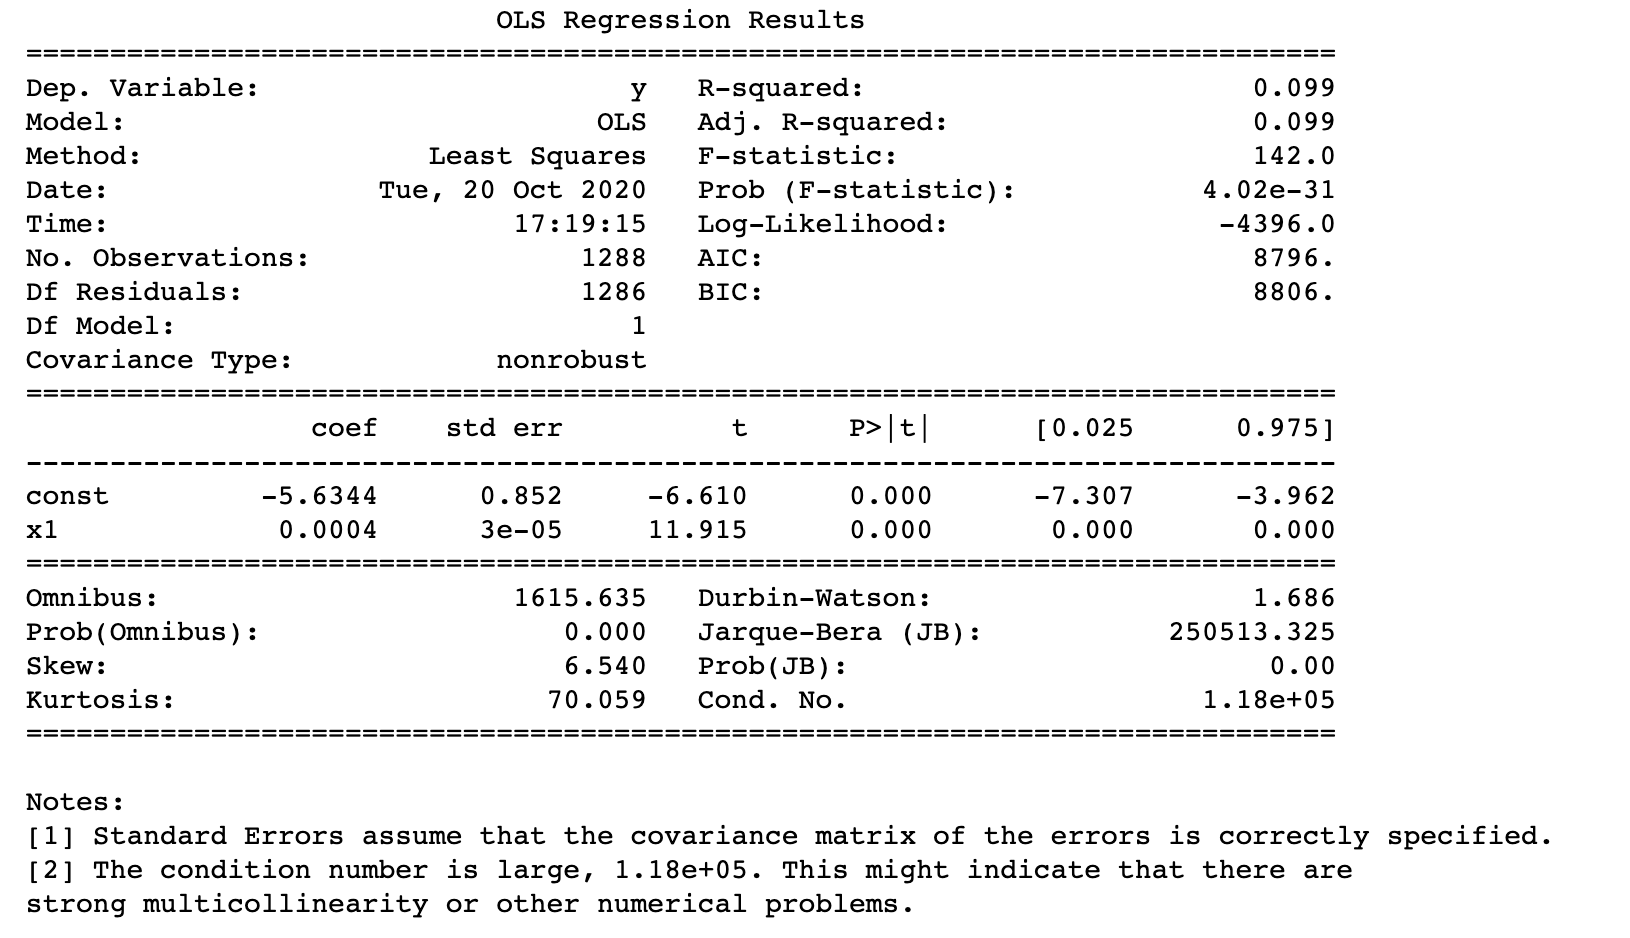 OLS Regression Results
==============================================================================
Dep. Variable:                      y   R-squared:                       0.099
Model:                            OLS   Adj. R-squared:                  0.099
Method:                 Least Squares   F-statistic:                     142.0
Date:                Tue, 20 Oct 2020   Prob (F-statistic):           4.02e-31
Time:                        17:19:15   Log-Likelihood:                -4396.0
No. Observations:                1288   AIC:                             8796.
Df Residuals:                    1286   BIC:                             8806.
Df Model:                           1
Covariance Type:            nonrobust
==============================================================================
                 coef    std err          t      P>|t|      [0.025      0.975]
------------------------------------------------------------------------------
const         -5.6344      0.852     -6.610      0.000      -7.307      -3.962
x1             0.0004      3e-05     11.915      0.000       0.000       0.000
==============================================================================
Omnibus:                     1615.635   Durbin-Watson:                   1.686
Prob(Omnibus):                  0.000   Jarque-Bera (JB):           250513.325
Skew:                           6.540   Prob(JB):                         0.00
Kurtosis:                      70.059   Cond. No.                     1.18e+05
==============================================================================
Notes:
[1] Standard Errors assume that the covariance matrix of the errors is correctly specified.
[2] The condition number is large, 1.18e+05. This might indicate that there are
strong multicollinearity or other numerical problems.